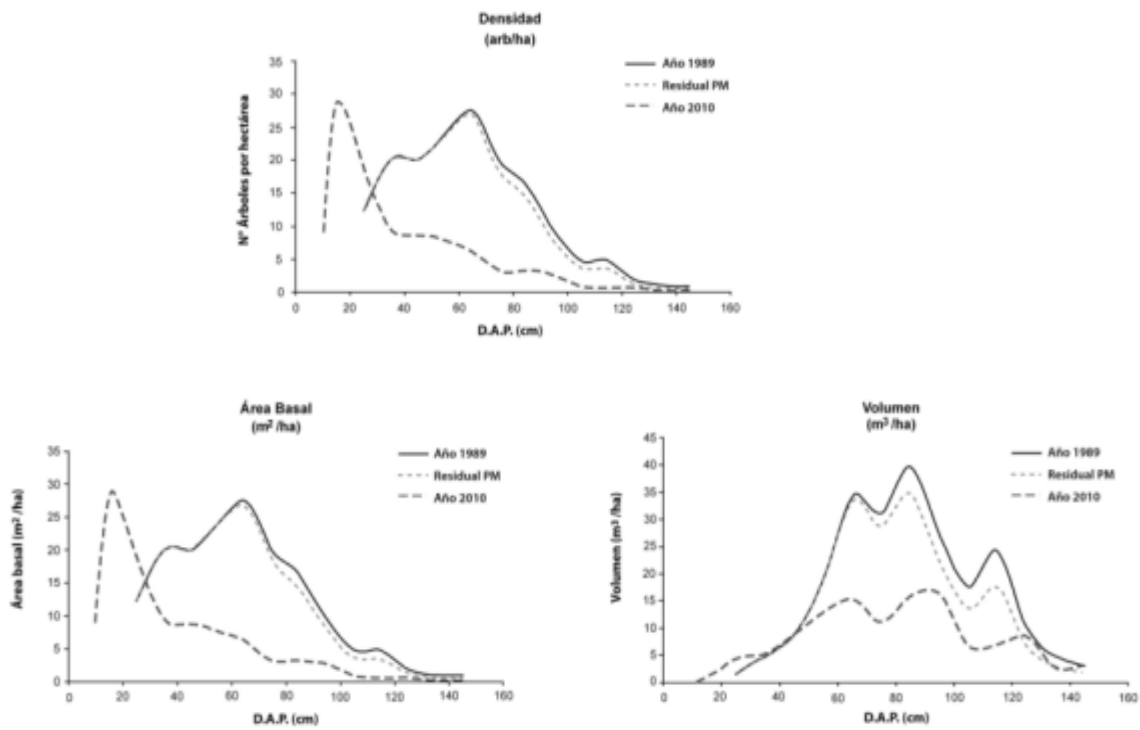 Densidad
(arb/ha)
Año 1989
Residual PM
Año 2010
N° Árboles por hectárea
35
30
25
20
15
10
5
0
0 20 40 60 80 100 120 140 160
D.A.P. (cm)
Área Basal
(m²/ha)
Año 1989
Residual PM
Año 2010
Área basal (m²/ha)
35
30
25
20
15
10
5
0
0 20 40 60 80 100 120 140 160
D.A.P. (cm)
Volumen
(m³/ha)
Año 1989
Residual PM
Año 2010
Volumen (m³/ha)
45
40
35
30
25
20
15
10
5
0
0 20 40 60 80 100 120 140 160
D.A.P. (cm)